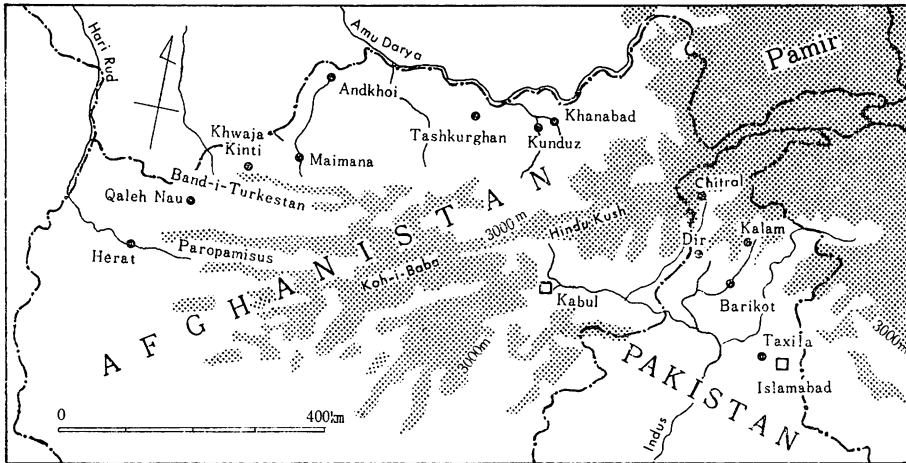 Hari Rud
Amu Darya
Pamir
Andkhoi
Khanabad
Tashkurghan
Kunduz
Khwaja
Kinti
Maimana
Band-i-Turkestan
Chitral
Qaleh Nau
3000 m
Hindu-Kush
Kalam
Dir
Herat
Paropamisus
Koh-i-Baba
AFGHANISTAN
Kabul
Barikot
3000m
Taxila
3000m
PAKISTAN
Islamabad
0 400km
Indus